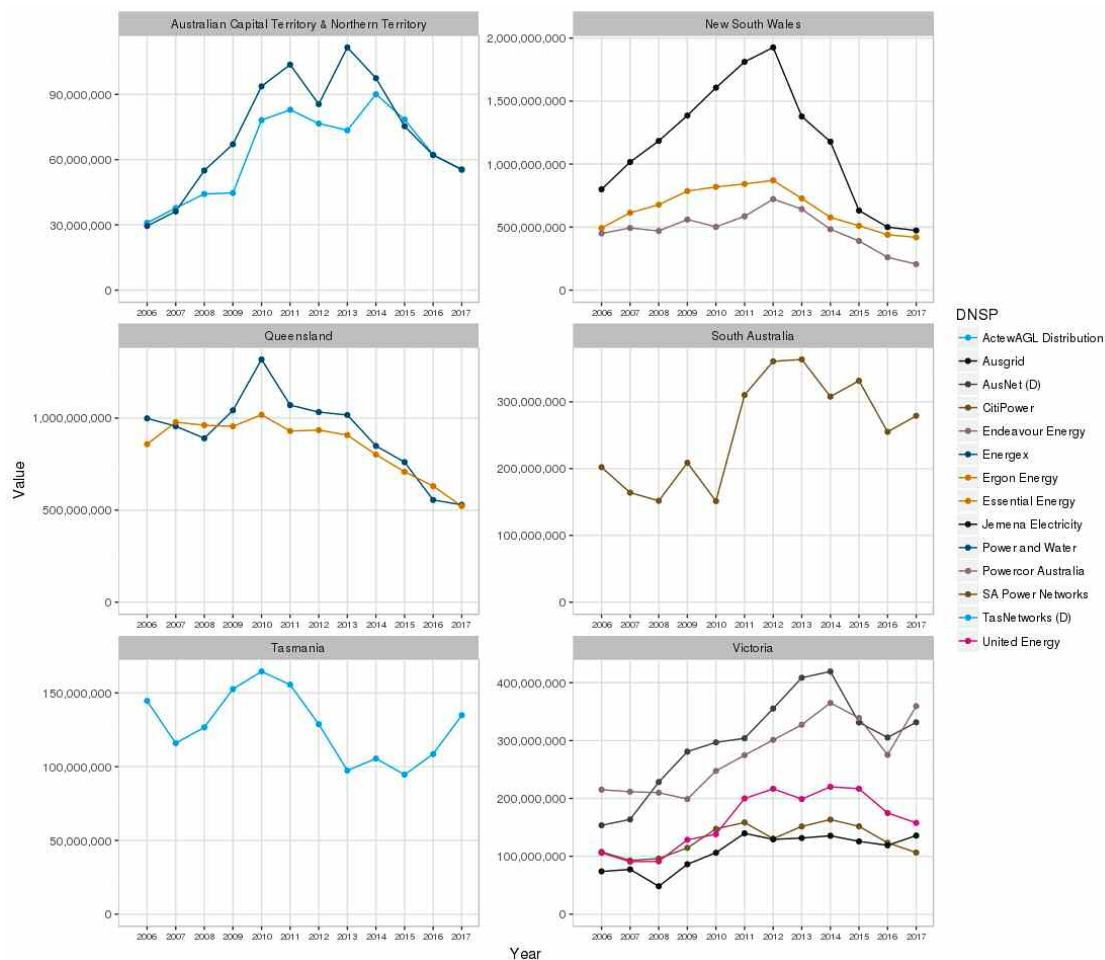 Australian Capital Territory & Northern Territory
90,000,000
60,000,000
30,000,000
0
2006 2007 2008 2009 2010 2011 2012 2013 2014 2015 2016 2017
New South Wales
2,000,000,000
1,500,000,000
1,000,000,000
500,000,000
0
2006 2007 2008 2009 2010 2011 2012 2013 2014 2015 2016 2017
Queensland
1,000,000,000
500,000,000
0
2006 2007 2008 2009 2010 2011 2012 2013 2014 2015 2016 2017
South Australia
300,000,000
200,000,000
100,000,000
0
2006 2007 2008 2009 2010 2011 2012 2013 2014 2015 2016 2017
Tasmania
150,000,000
100,000,000
50,000,000
0
2006 2007 2008 2009 2010 2011 2012 2013 2014 2015 2016 2017
Victoria
400,000,000
300,000,000
200,000,000
100,000,000
0
2006 2007 2008 2009 2010 2011 2012 2013 2014 2015 2016 2017
Value
Year
DNSP
ActewAGL Distribution
Ausgrid
AusNet (D)
CitiPower
Endeavour Energy
Energex
Ergon Energy
Essential Energy
Jemena Electricity
Power and Water
Powercor Australia
SA Power Networks
TasNetworks (D)
United Energy